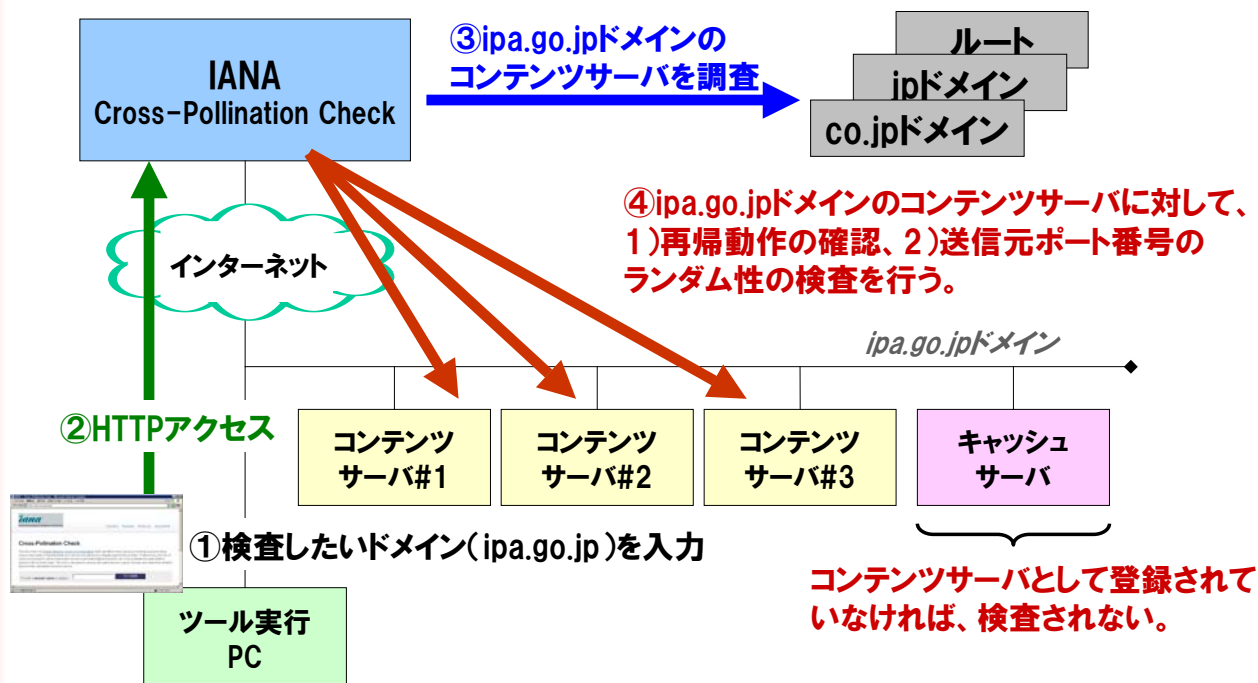 IANA
Cross-Pollination Check
③ipa.go.jpドメインの
コンテンツサーバを調査
ルート
jpドメイン
co.jpドメイン
④ipa.go.jpドメインのコンテンツサーバに対して、
１）再帰動作の確認、２）送信元ポート番号の
ランダム性の検査を行う。
インターネット
ipa.go.jpドメイン
②HTTPアクセス
コンテンツ
サーバ#1
コンテンツ
サーバ#2
コンテンツ
サーバ#3
キャッシュ
サーバ
iana
Cross-Pollination Check
①検査したいドメイン（ipa.go.jp）を入力
コンテンツサーバとして登録されて
いなければ、検査されない。
ツール実行
PC